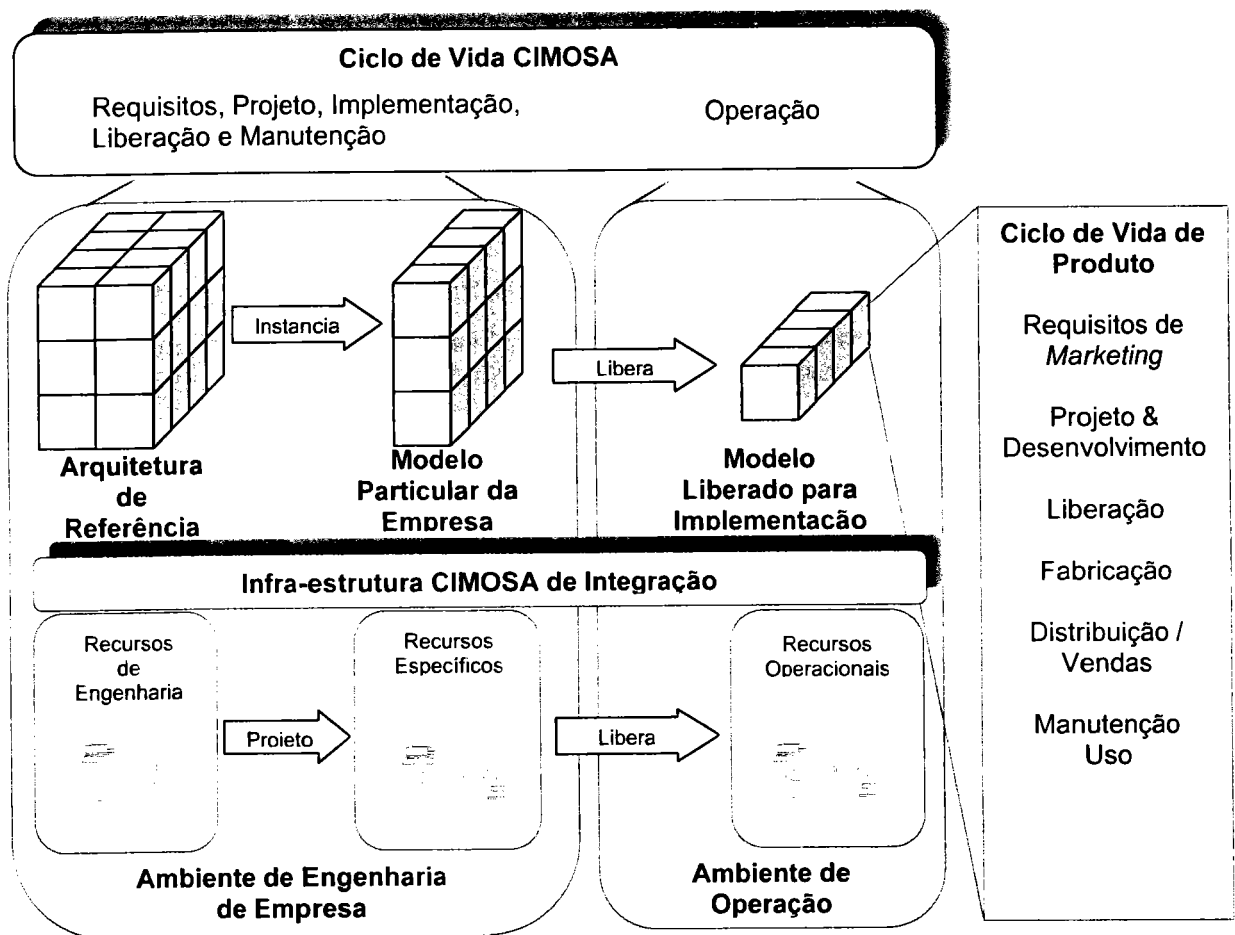 Ciclo de Vida CIMOSA
Requisitos, Projeto, Implementação,
Liberação e Manutenção
Operação
Instancia
Libera
Arquitetura
de
Referência
Modelo
Particular da
Empresa
Modelo
Liberado para
Implementação
Infra-estrutura CIMOSA de Integração
Recursos
de
Engenharia
Projeto
Recursos
Específicos
Libera
Recursos
Operacionais
Ambiente de Engenharia
de Empresa
Ambiente de
Operação
Ciclo de Vida de
Produto
Requisitos de
Marketing
Projeto &
Desenvolvimento
Liberação
Fabricação
Distribuição /
Vendas
Manutenção
Uso